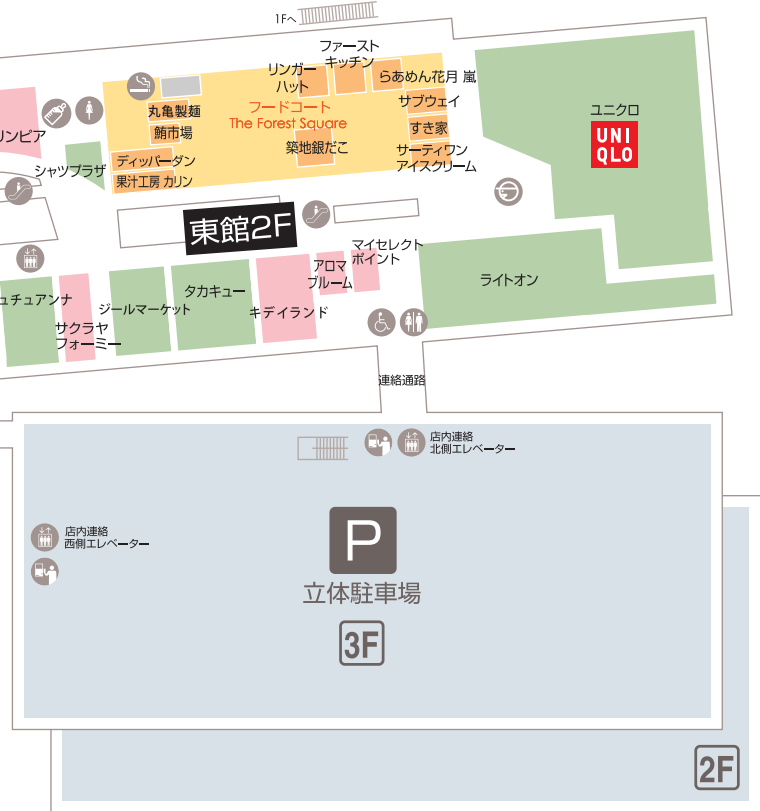 1Fへ
ファースト
キッチン
リンガー
ハット
らあめん花月 嵐
サブウェイ
すき家
サーティワン
アイスクリーム
築地銀だこ
フードコート
The Forest Square
丸亀製麺
鮪市場
ディッパーダン
果汁工房 カリン
ユニクロ
UNI
QLO
リンピア
シャツプラザ
東館2F
マイセレクト
ポイント
アロマ
ブルーム
キデイランド
タカキュー
ジールマーケット
サクラヤ
フォーミー
ュチュアンナ
ライトオン
連絡通路
店内連絡
北側エレベーター
店内連絡
西側エレベーター
P
立体駐車場
3F
2F